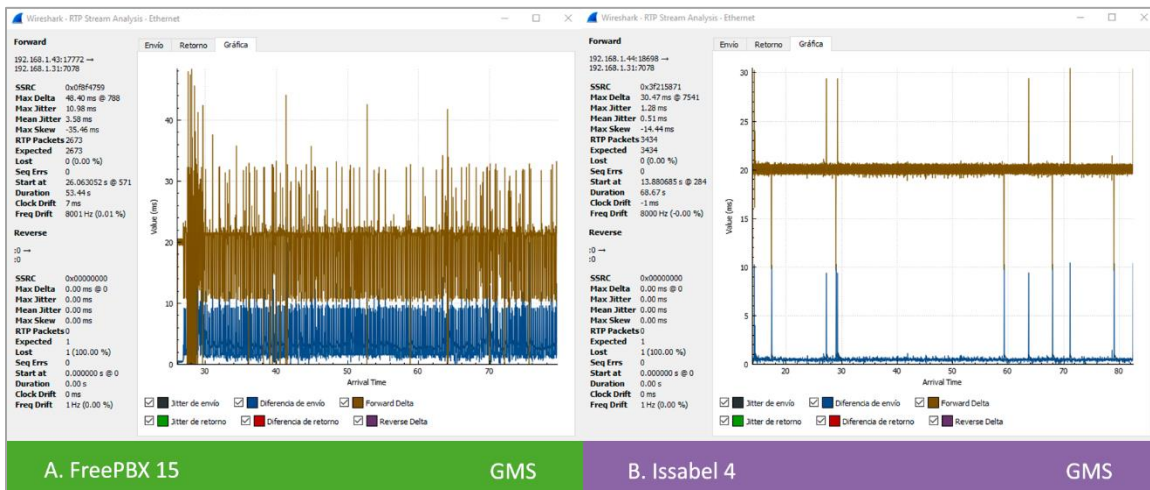 Wireshark - RTP Stream Analysis - Ethernet
Forward
192.168.1.43:17772 →
192.168.1.31:7078
SSRC 0x0f8f4759
Max Delta 48.40 ms @ 788
Max Jitter 10.98 ms
Mean Jitter 3.58 ms
Max Skew -35.46 ms
RTP Packets 2673
Expected 2673
Lost 0 (0.00 %)
Seq Errs 0
Start at 26.063052 s @ 571
Duration 53.44 s
Clock Drift 7 ms
Freq Drift 8001 Hz (0.01 %)
Reverse
:0 →
:0
SSRC 0x00000000
Max Delta 0.00 ms @ 0
Max Jitter 0.00 ms
Mean Jitter 0.00 ms
Max Skew 0.00 ms
RTP Packets 0
Expected 1
Lost 1 (100.00 %)
Seq Errs 0
Start at 0.000000 s @ 0
Duration 0.00 s
Clock Drift 0 ms
Freq Drift 1 Hz (0.00 %)
Envío Retorno Gráfica
40
30
20
10
0
Value (ms)
30 40 50 60 70
Arrival Time
Jitter de envío Diferencia de envío Forward Delta
Jitter de retorno Diferencia de retorno Reverse Delta
A. FreePBX 15 GMS
Wireshark - RTP Stream Analysis - Ethernet
Forward
192.168.1.44:18698 →
192.168.1.31:7078
SSRC 0x3f215871
Max Delta 30.47 ms @ 7541
Max Jitter 1.28 ms
Mean Jitter 0.51 ms
Max Skew -14.44 ms
RTP Packets 3434
Expected 3434
Lost 0 (0.00 %)
Seq Errs 0
Start at 13.880685 s @ 284
Duration 68.67 s
Clock Drift -1 ms
Freq Drift 8000 Hz (-0.00 %)
Reverse
:0 →
:0
SSRC 0x00000000
Max Delta 0.00 ms @ 0
Max Jitter 0.00 ms
Mean Jitter 0.00 ms
Max Skew 0.00 ms
RTP Packets 0
Expected 1
Lost 1 (100.00 %)
Seq Errs 0
Start at 0.000000 s @ 0
Duration 0.00 s
Clock Drift 0 ms
Freq Drift 1 Hz (0.00 %)
Envío Retorno Gráfica
30
25
20
15
10
5
0
Value (ms)
20 30 40 50 60 70 80
Arrival Time
Jitter de envío Diferencia de envío Forward Delta
Jitter de retorno Diferencia de retorno Reverse Delta
B. Issabel 4 GMS